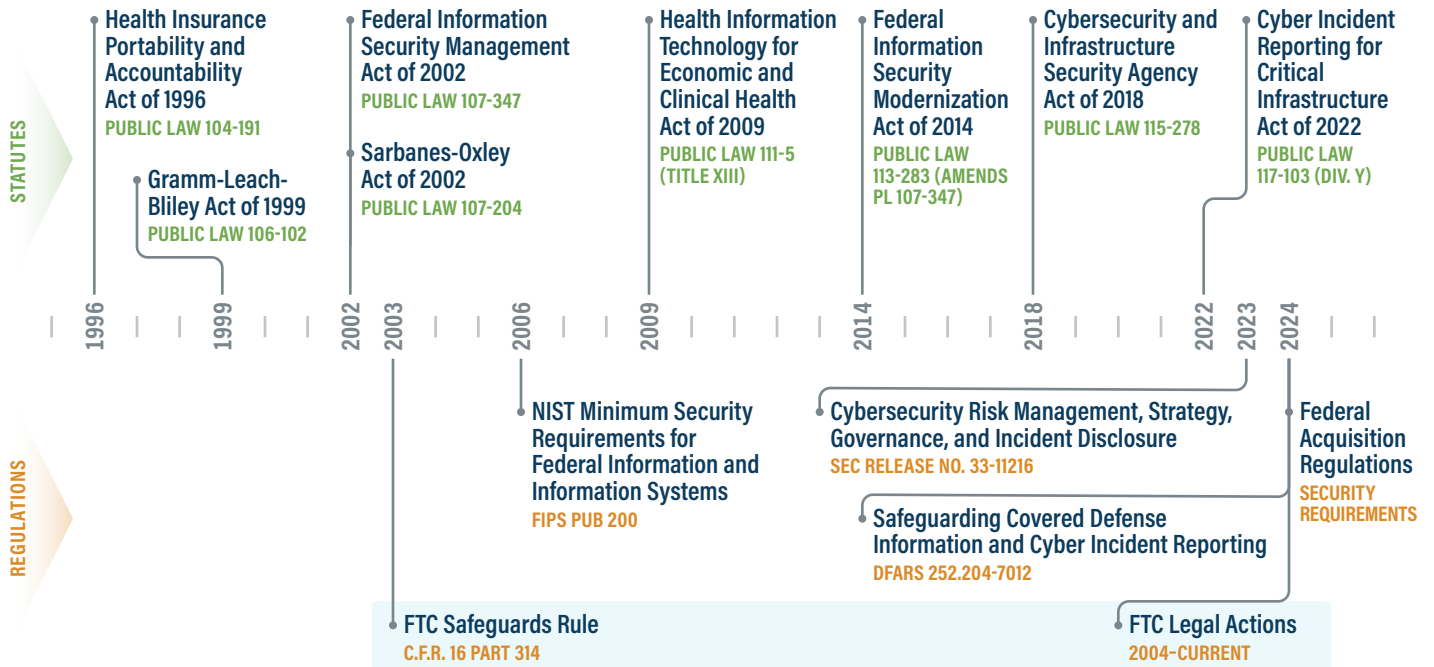 STATUTES
Health Insurance
Portability and
Accountability
Act of 1996
PUBLIC LAW 104-191
Gramm-Leach-
Bliley Act of 1999
PUBLIC LAW 106-102
Federal Information
Security Management
Act of 2002
PUBLIC LAW 107-347
Sarbanes-Oxley
Act of 2002
PUBLIC LAW 107-204
Health Information
Technology for
Economic and
Clinical Health
Act of 2009
PUBLIC LAW 111-5
(TITLE XIII)
Federal
Information
Security
Modernization
Act of 2014
PUBLIC LAW
113-283 (AMENDS
PL 107-347)
Cybersecurity and
Infrastructure
Security Agency
Act of 2018
PUBLIC LAW 115-278
Cyber Incident
Reporting for
Critical
Infrastructure
Act of 2022
PUBLIC LAW
117-103 (DIV. Y)
1996
1999
2002
2003
2006
2009
2014
2018
2022
2023
2024
REGULATIONS
NIST Minimum Security
Requirements for
Federal Information and
Information Systems
FIPS PUB 200
Cybersecurity Risk Management, Strategy,
Governance, and Incident Disclosure
SEC RELEASE NO. 33-11216
Federal
Acquisition
Regulations
SECURITY
REQUIREMENTS
Safeguarding Covered Defense
Information and Cyber Incident Reporting
DFARS 252.204-7012
FTC Safeguards Rule
C.F.R. 16 PART 314
FTC Legal Actions
2004-CURRENT